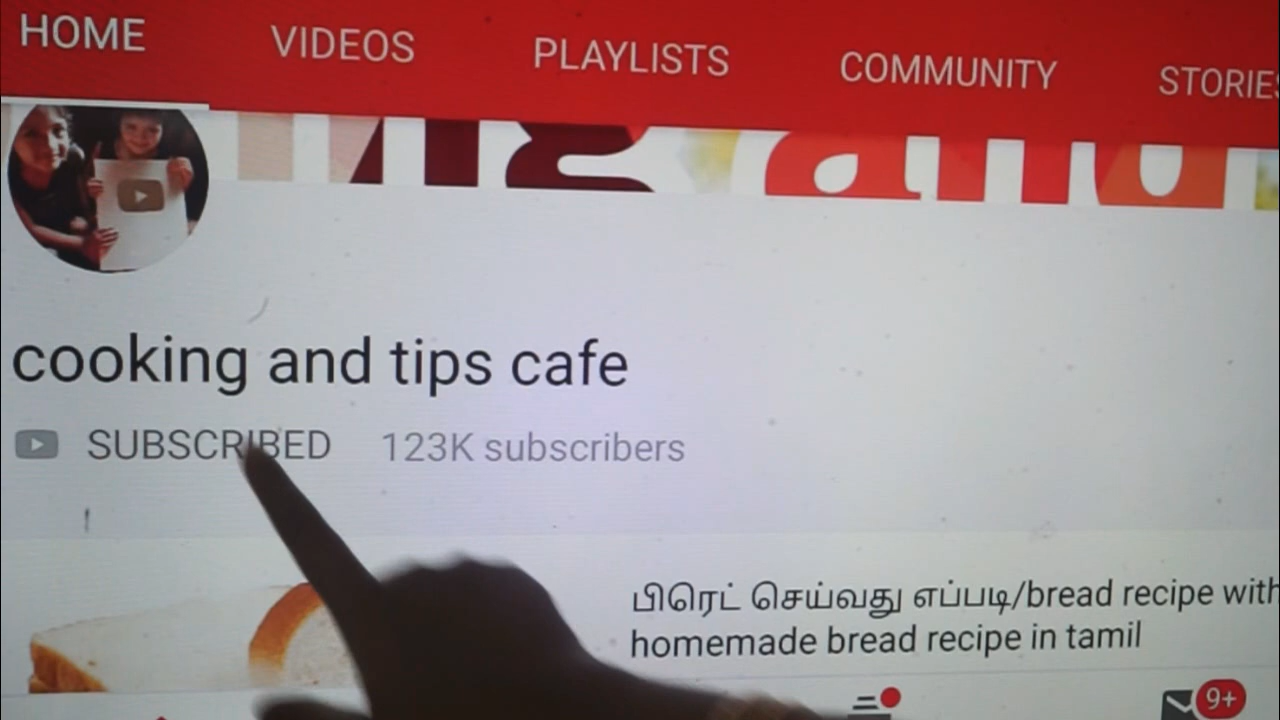 HOME
VIDEOS
PLAYLISTS
COMMUNITY
and
cooking and tips cafe
SUBSCRIBED
123K subscribers
பிரெட் செய்வது எப்படி/bread recipe with
homemade bread recipe in tamil
9+